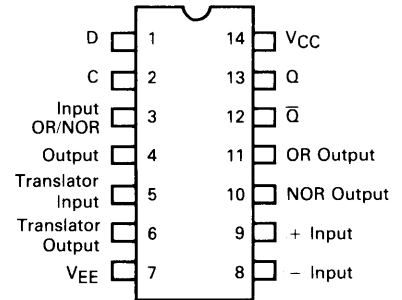 D 1 14 VCC
C 2 13 Q
Input
OR/NOR 3 12 Q̅
Output 4 11 OR Output
Translator
Input 5 10 NOR Output
Translator
Output 6 9 + Input
VEE 7 8 − Input